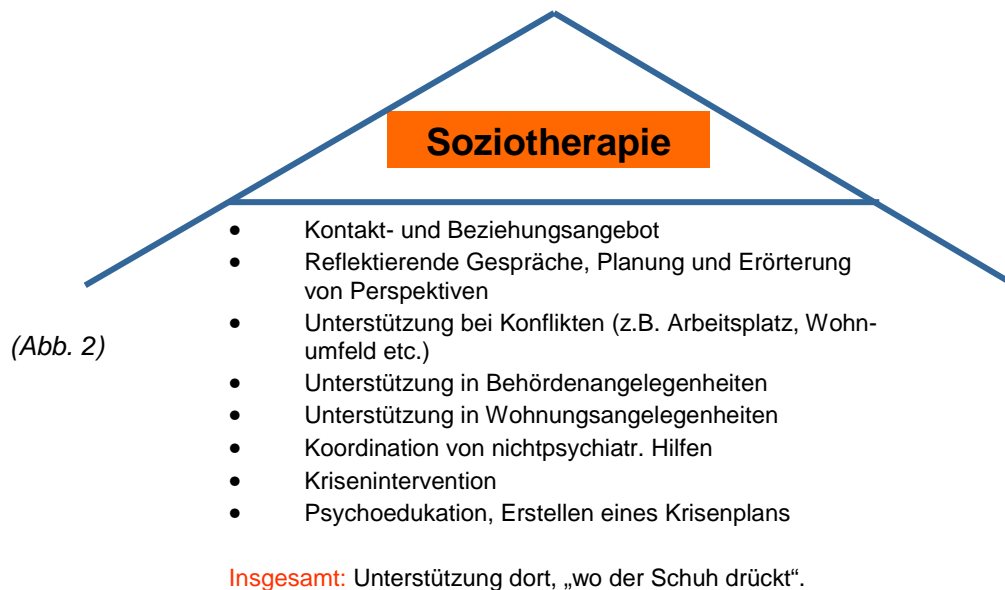 Soziotherapie
• Kontakt- und Beziehungsangebot
• Reflektierende Gespräche, Planung und Erörterung
von Perspektiven
• Unterstützung bei Konflikten (z.B. Arbeitsplatz, Wohn-
umfeld etc.)
(Abb. 2)
• Unterstützung in Behördenangelegenheiten
• Unterstützung in Wohnungsangelegenheiten
• Koordination von nichtpsychiatr. Hilfen
• Krisenintervention
• Psychoedukation, Erstellen eines Krisenplans
Insgesamt: Unterstützung dort, „wo der Schuh drückt“.